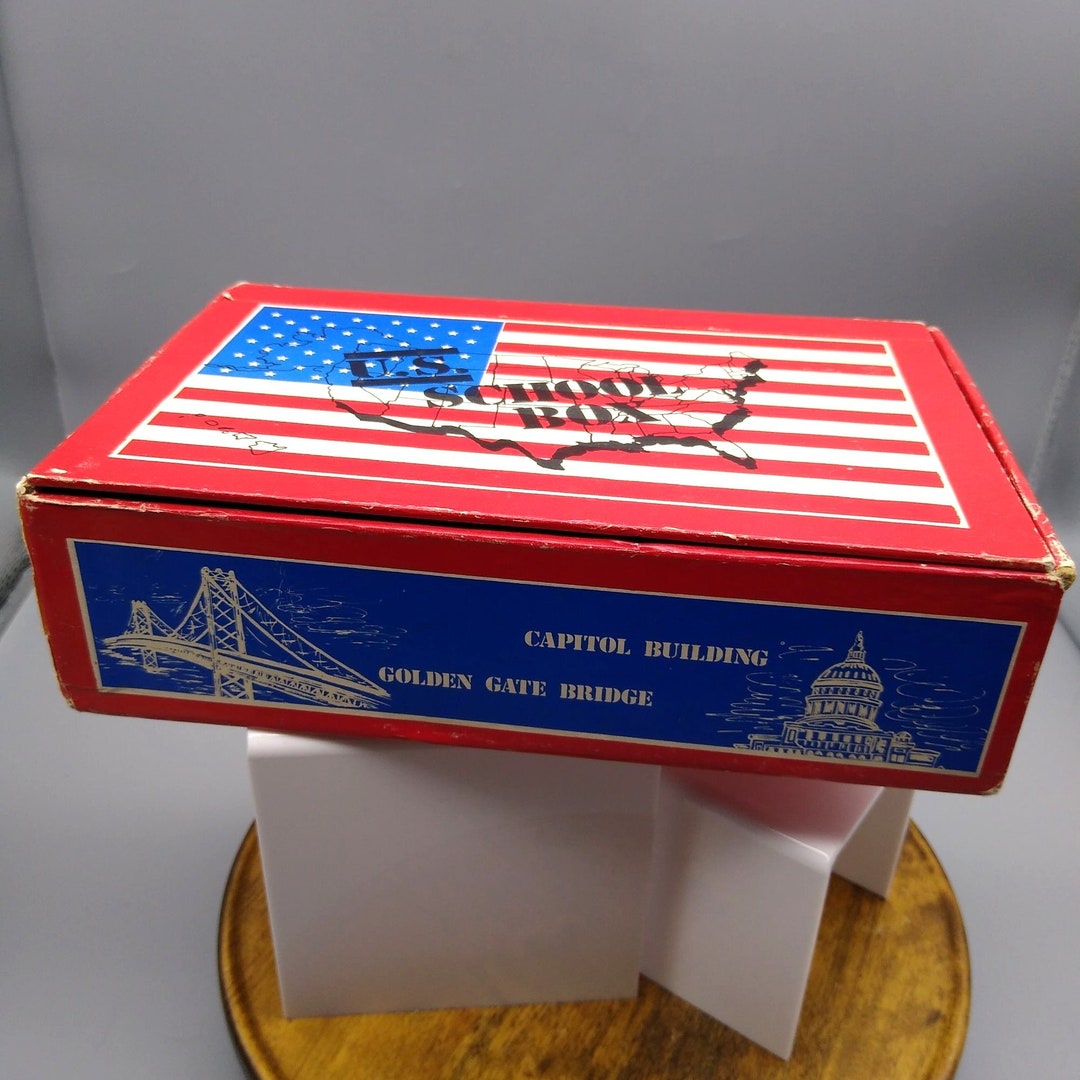 U.S.
SCHOOL
BOX
CAPITOL BUILDING
GOLDEN GATE BRIDGE